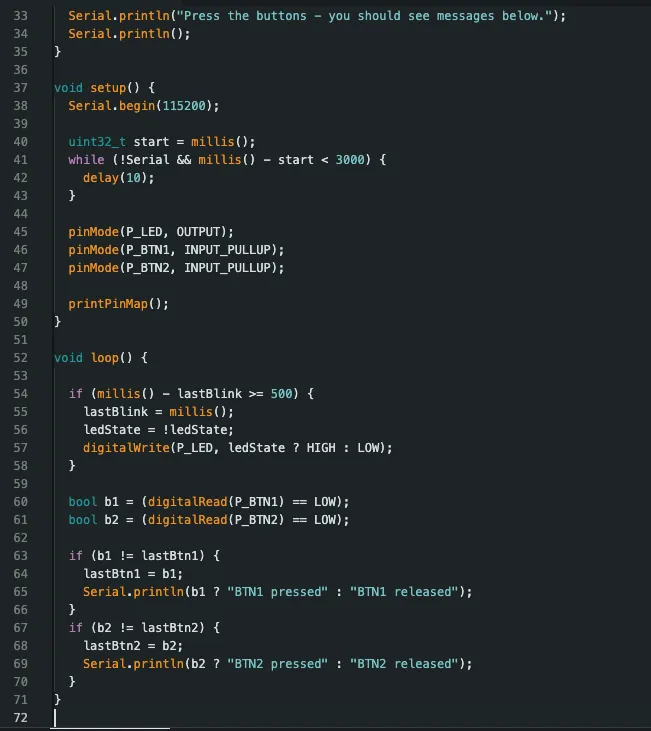 33 Serial.println("Press the buttons – you should see messages below.");
34 Serial.println();
35 }
36
37 void setup() {
38 Serial.begin(115200);
39
40 uint32_t start = millis();
41 while (!Serial && millis() - start < 3000) {
42 delay(10);
43 }
44
45 pinMode(P_LED, OUTPUT);
46 pinMode(P_BTN1, INPUT_PULLUP);
47 pinMode(P_BTN2, INPUT_PULLUP);
48
49 printPinMap();
50 }
51
52 void loop() {
53
54 if (millis() - lastBlink >= 500) {
55 lastBlink = millis();
56 ledState = !ledState;
57 digitalWrite(P_LED, ledState ? HIGH : LOW);
58 }
59
60 bool b1 = (digitalRead(P_BTN1) == LOW);
61 bool b2 = (digitalRead(P_BTN2) == LOW);
62
63 if (b1 != lastBtn1) {
64 lastBtn1 = b1;
65 Serial.println(b1 ? "BTN1 pressed" : "BTN1 released");
66 }
67 if (b2 != lastBtn2) {
68 lastBtn2 = b2;
69 Serial.println(b2 ? "BTN2 pressed" : "BTN2 released");
70 }
71 }
72